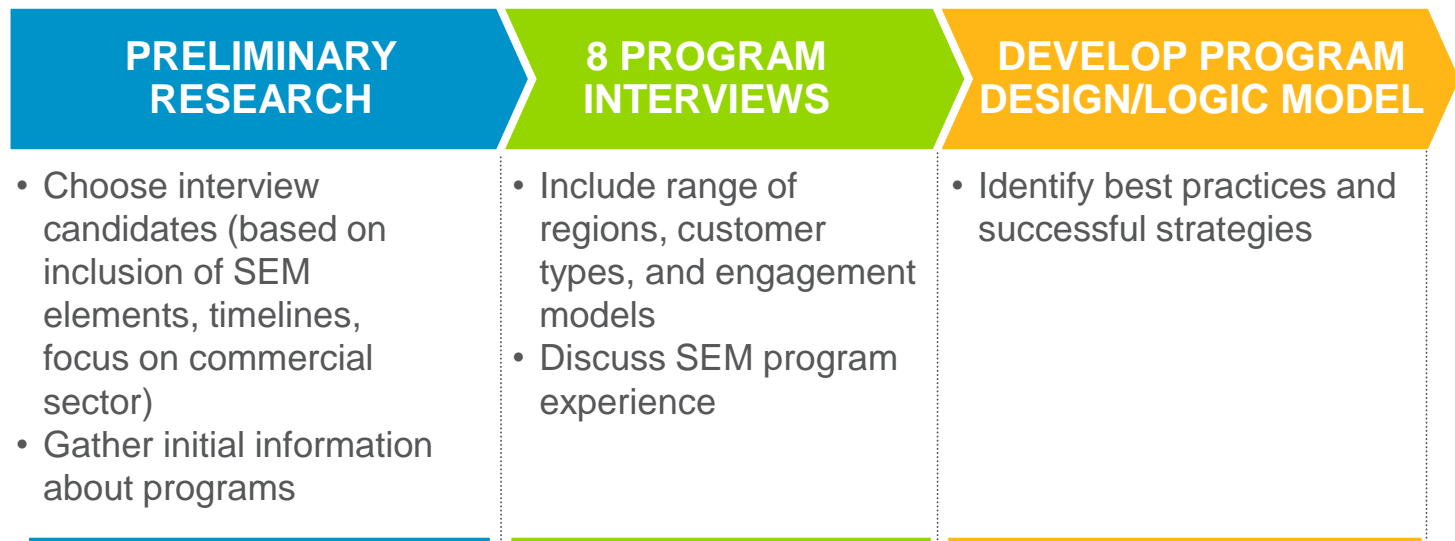 PRELIMINARY
RESEARCH
• Choose interview
candidates (based on
inclusion of SEM
elements, timelines,
focus on commercial
sector)
• Gather initial information
about programs
8 PROGRAM
INTERVIEWS
• Include range of
regions, customer
types, and engagement
models
• Discuss SEM program
experience
DEVELOP PROGRAM
DESIGN/LOGIC MODEL
• Identify best practices and
successful strategies